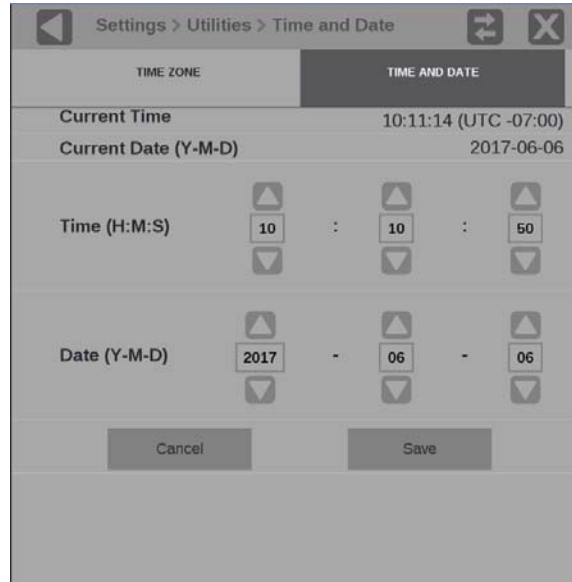 Settings > Utilities > Time and Date
TIME ZONE TIME AND DATE
Current Time 10:11:14 (UTC -07:00)
Current Date (Y-M-D) 2017-06-06
Time (H:M:S) 10 : 10 : 50
Date (Y-M-D) 2017 - 06 - 06
Cancel Save